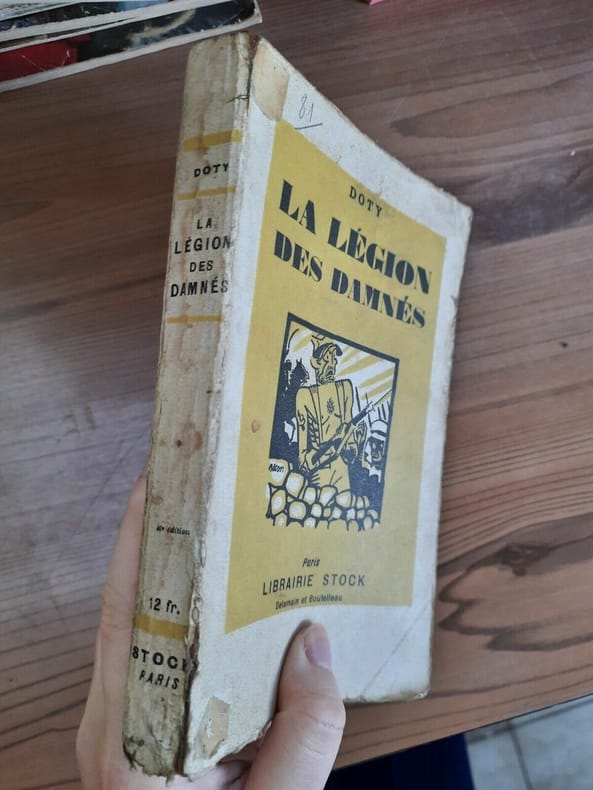 DOTY
LA
LÉGION
DES
DAMNÉS
12 fr.
STOCK
PARIS
81
DOTY
LA LÉGION
DES DAMNÉS
Paris
LIBRAIRIE STOCK
Delamain et Boutelleau